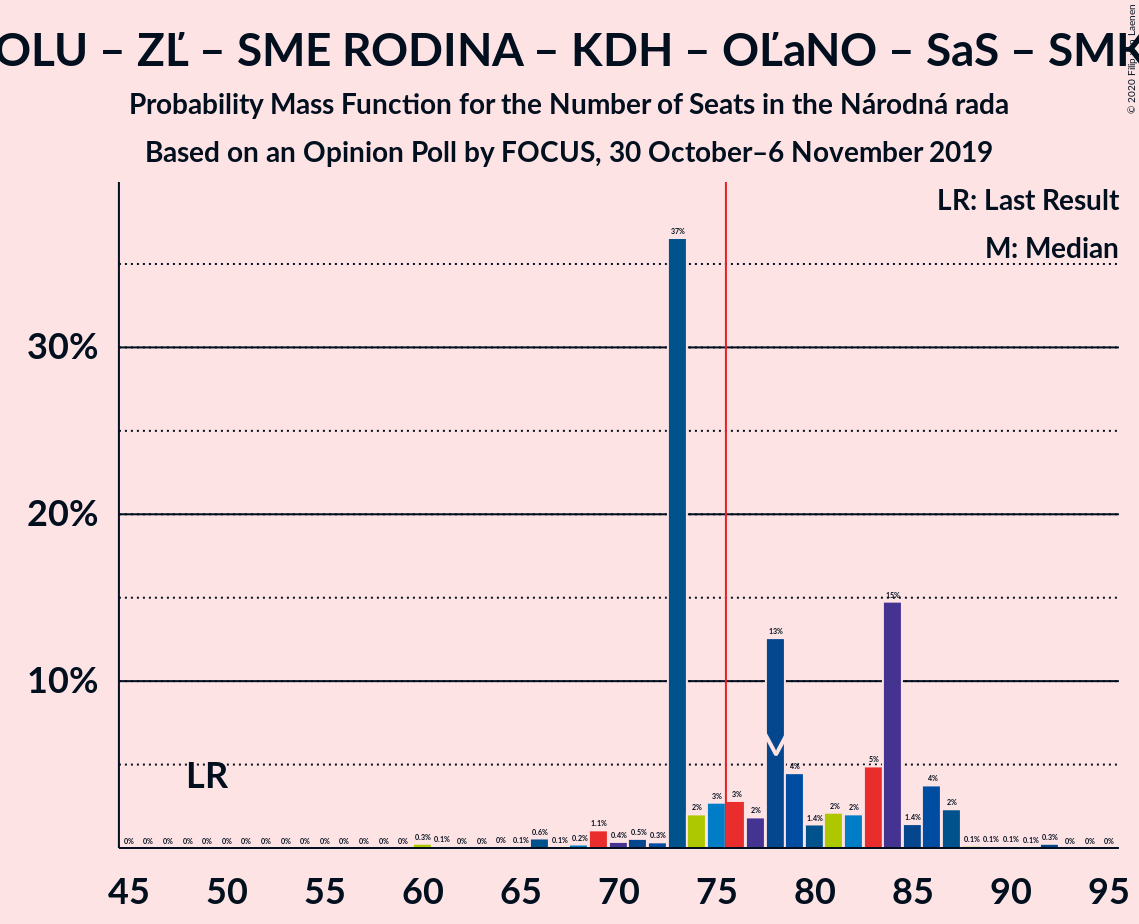 OLU – ZĽ – SME RODINA – KDH – OĽaNO – SaS – SMK
Probability Mass Function for the Number of Seats in the Národná rada
Based on an Opinion Poll by FOCUS, 30 October–6 November 2019
© 2020 Filip van Laenen
LR: Last Result
M: Median
37%
30%
20%
15%
13%
10%
LR
5%
4%
4%
3%
3%
2%
2%
1.4%
2%
2%
1.4%
2%
0% 0% 0% 0% 0% 0% 0% 0% 0% 0% 0% 0% 0% 0% 0% 0.3% 0.1% 0% 0% 0% 0.1% 0.6% 0.1% 0.2% 1.1% 0.4% 0.5% 0.3% 0.1% 0.1% 0.1% 0.1% 0.3% 0% 0% 0%
45 50 55 60 65 70 75 80 85 90 95